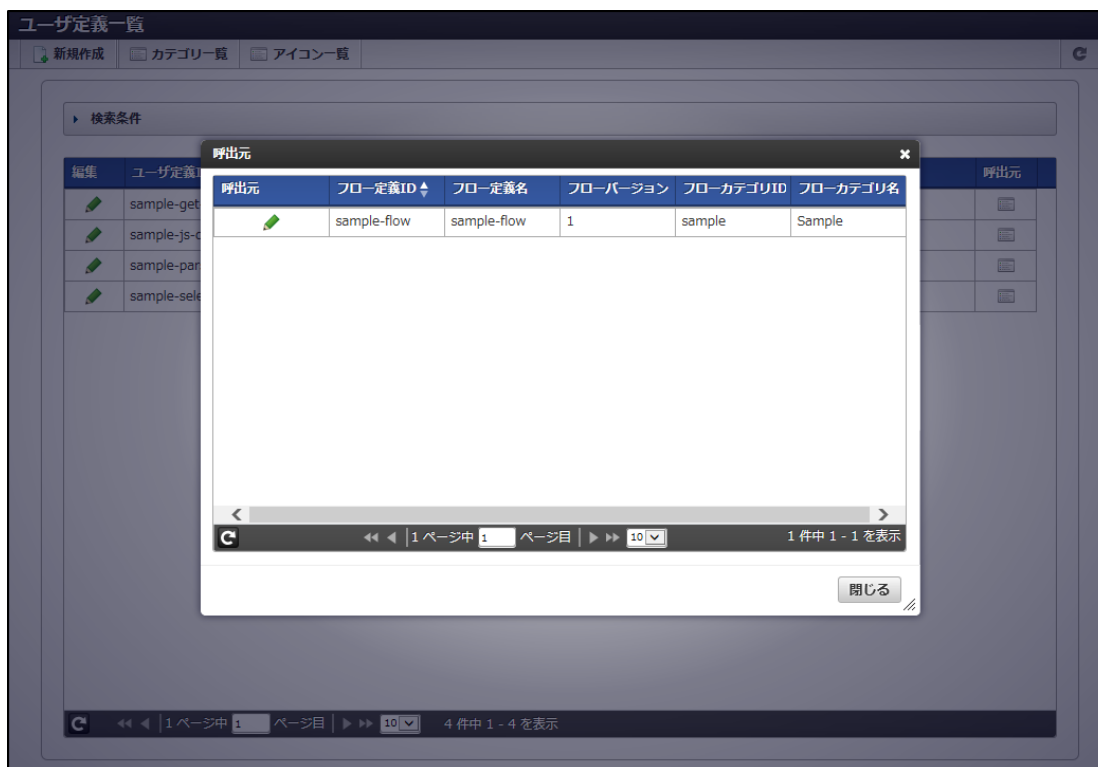 ユーザ定義一覧
新規作成 カテゴリ一覧 アイコン一覧
検索条件
編集 ユーザ定義I 呼出元
sample-get
sample-js-c
sample-par
sample-sele
呼出元
呼出元 フロー定義ID フロー定義名 フローバージョン フローカテゴリID フローカテゴリ名
sample-flow sample-flow 1 sample Sample
1 ページ中 1 ページ目 10 1 件中 1 - 1 を表示
閉じる
1 ページ中 1 ページ目 10 4 件中 1 - 4 を表示